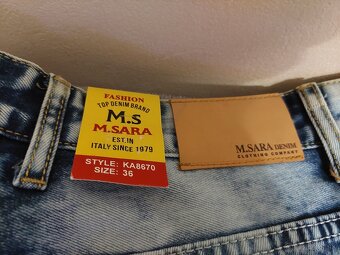 FASHION
TOP DENIM BRAND
M.S
M.SARA
EST.IN
ITALY SINCE 1979
STYLE: KA8670
SIZE: 36
M.SARA DENIM
CLOTHING COMPANY